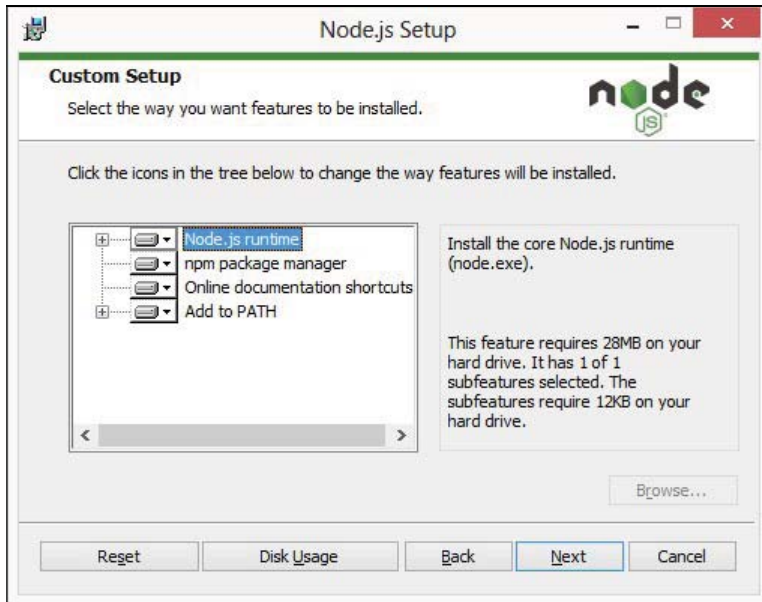 Node.js Setup
Custom Setup
Select the way you want features to be installed.
node
JS
Click the icons in the tree below to change the way features will be installed.
Node.js runtime
npm package manager
Online documentation shortcuts
Add to PATH
Install the core Node.js runtime
(node.exe).
This feature requires 28MB on your
hard drive. It has 1 of 1
subfeatures selected. The
subfeatures require 12KB on your
hard drive.
Browse...
Reset
Disk Usage
Back
Next
Cancel